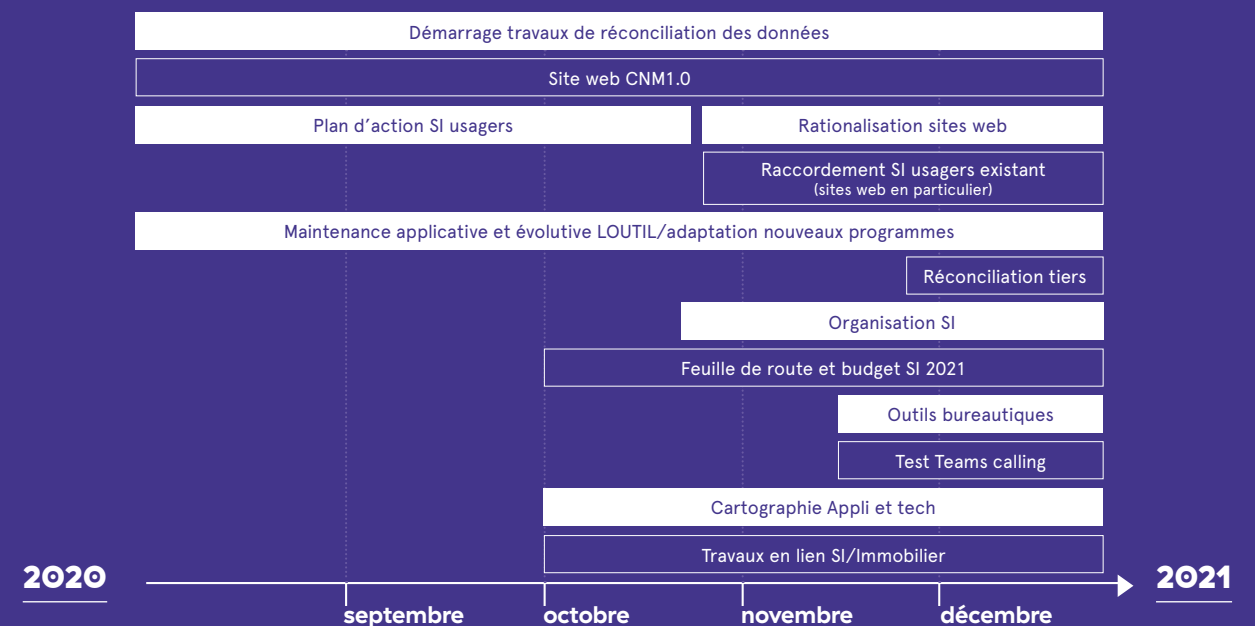 Démarrage travaux de réconciliation des données
Site web CNM1.0
Plan d'action SI usagers
Rationalisation sites web
Raccordement SI usagers existant
(sites web en particulier)
Maintenance applicative et évolutive LOUTIL/adaptation nouveaux programmes
Réconciliation tiers
Organisation SI
Feuille de route et budget SI 2021
Outils bureautiques
Test Teams calling
Cartographie Appli et tech
Travaux en lien SI/Immobilier
2020
2021
septembre
octobre
novembre
décembre